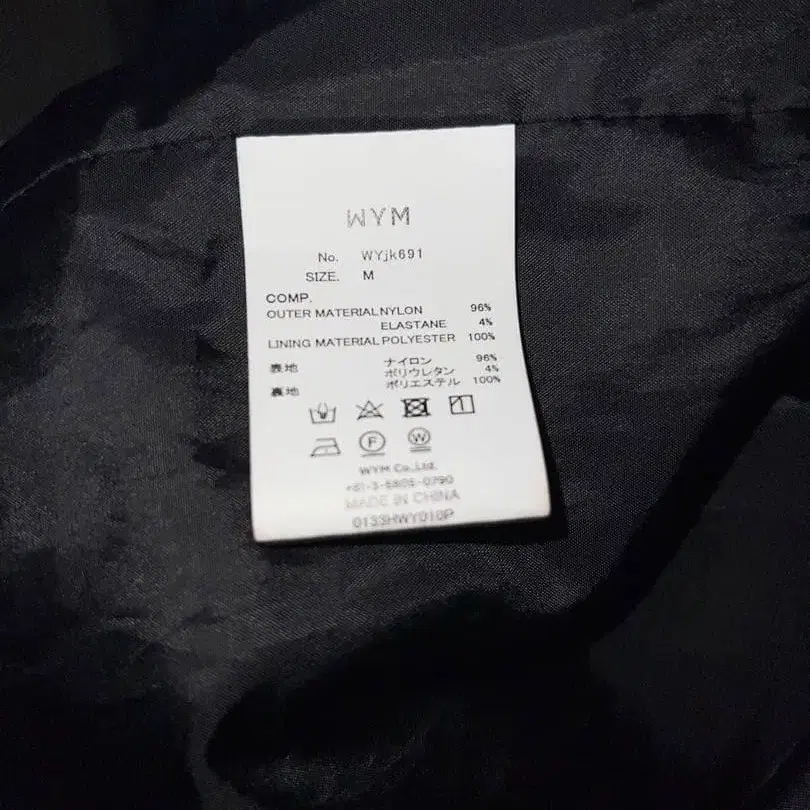 WYM
No. WYjk691
SIZE. M
COMP.
OUTER MATERIAL NYLON 96%
ELASTANE 4%
LINING MATERIAL POLYESTER 100%
表地 ナイロン 96%
ポリウレタン 4%
裏地 ポリエステル 100%
F W
WYM Co.,Ltd.
+81-3-6805-0790
MADE IN CHINA
0133HWY010P